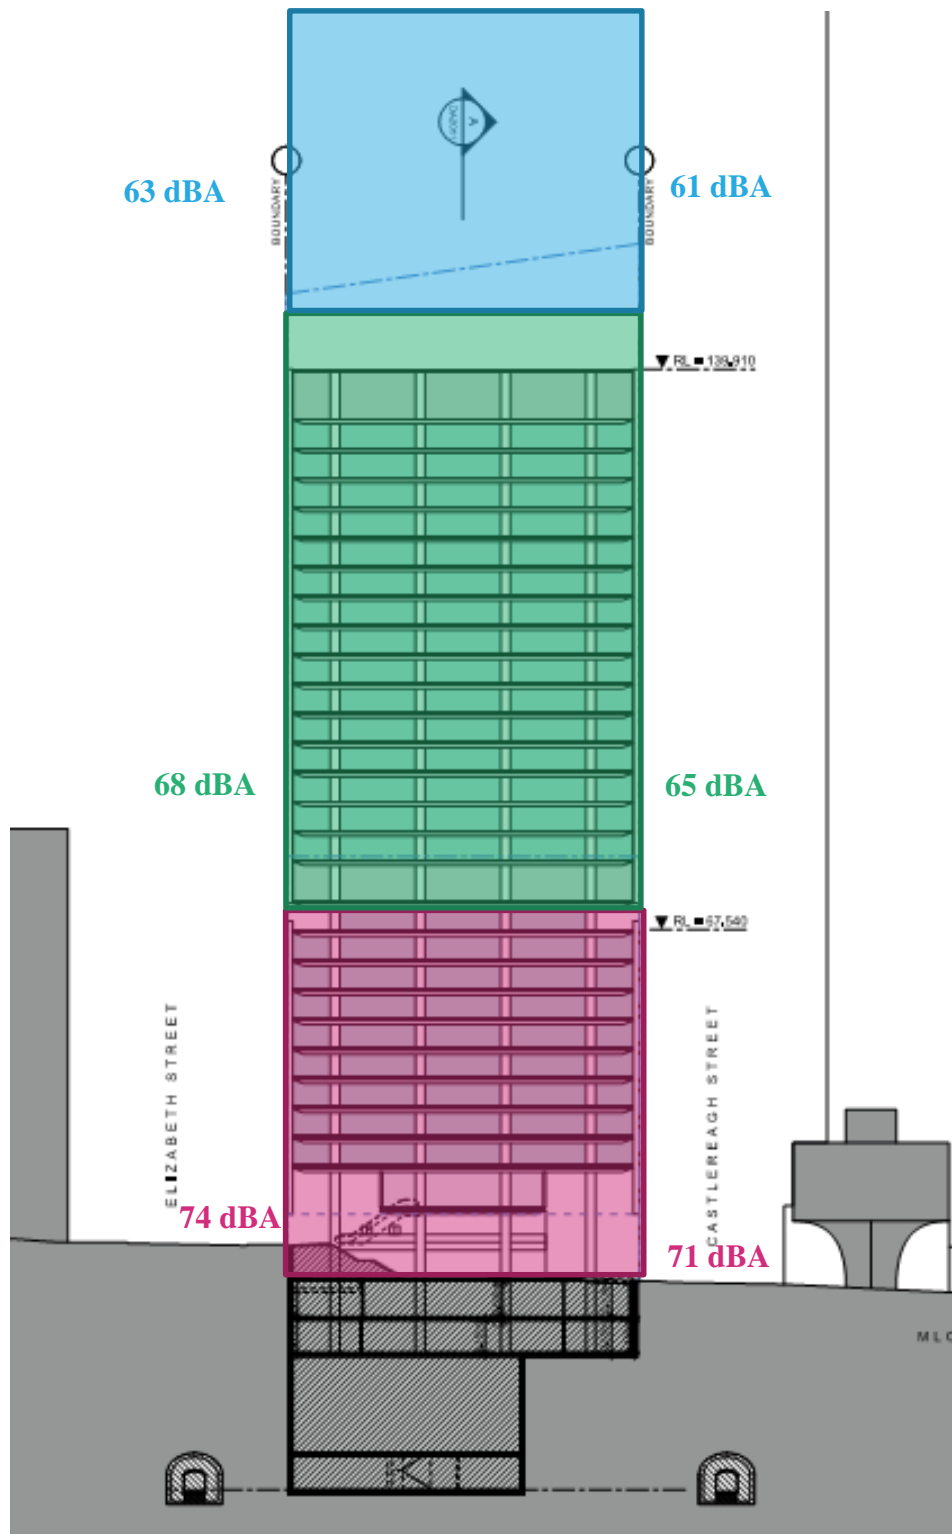 A
63 dBA
61 dBA
BOUNDARY
BOUNDARY
RL = 139,910
68 dBA
65 dBA
RL = 67,540
ELIZABETH STREET
CASTLEREAGH STREET
74 dBA
71 dBA
MLC